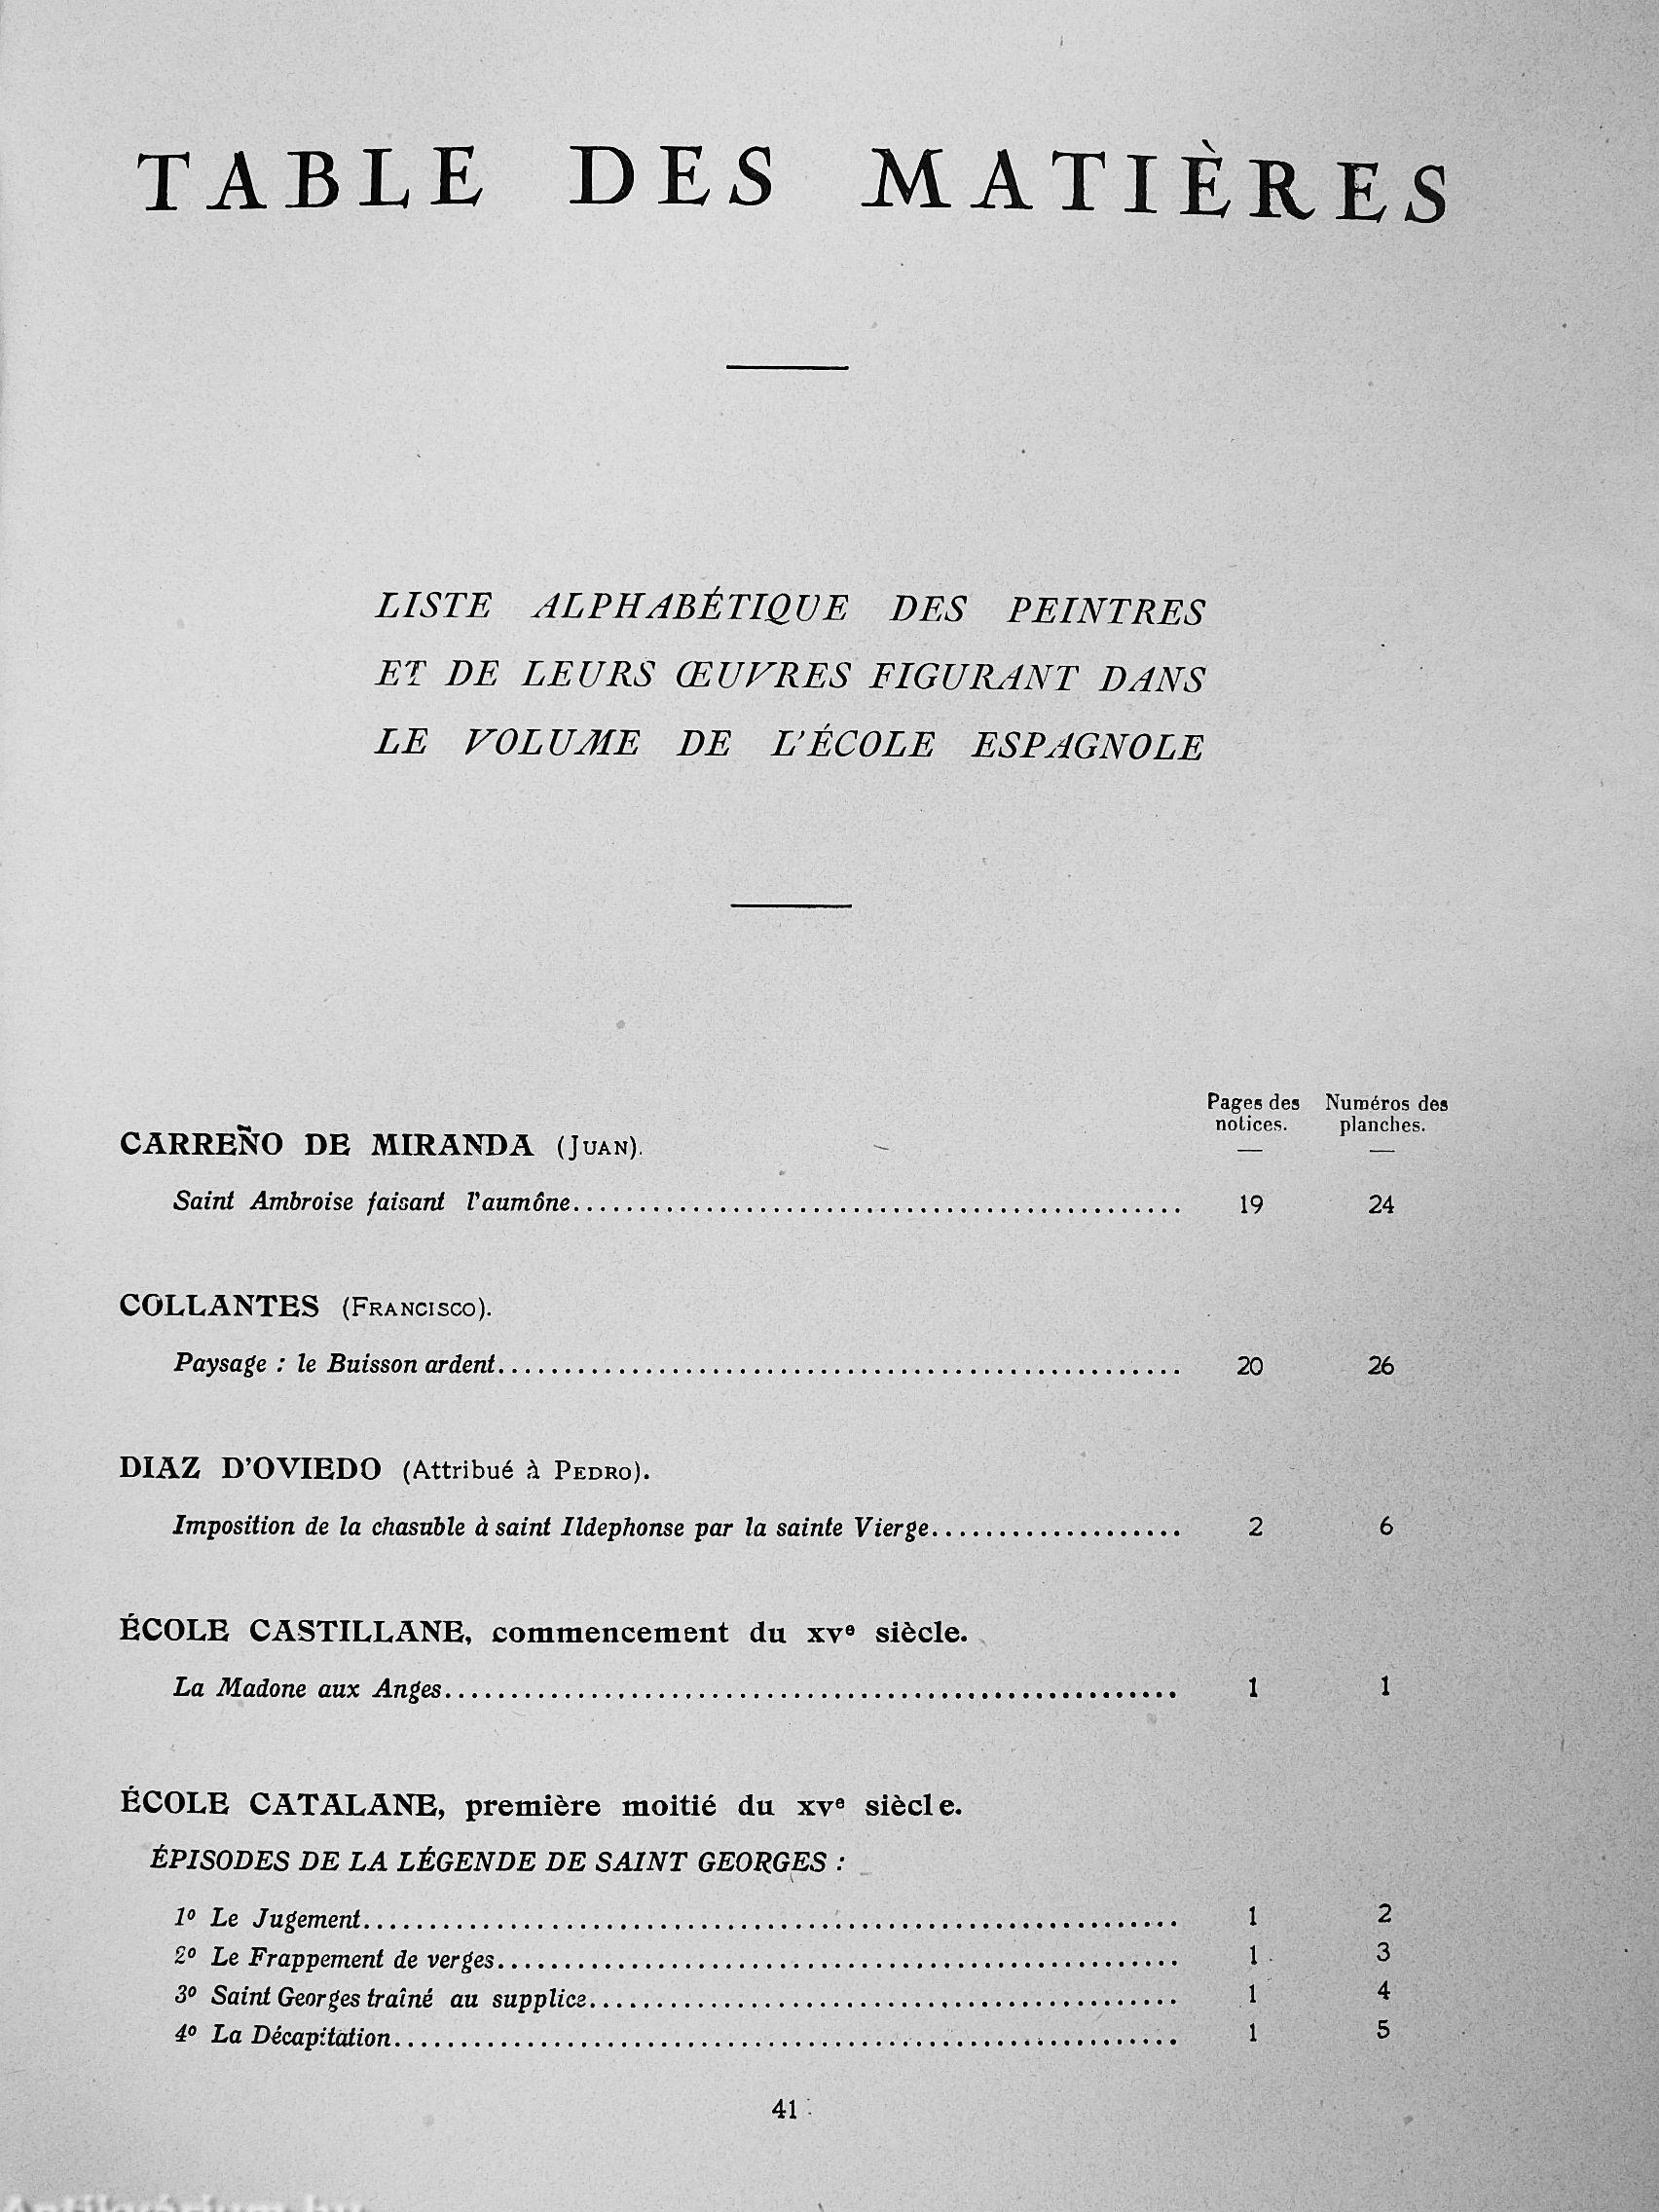 TABLE DES MATIÈRES
LISTE ALPHABÉTIQUE DES PEINTRES
ET DE LEURS ŒUVRES FIGURANT DANS
LE VOLUME DE L'ÉCOLE ESPAGNOLE
Pages des notices. Numéros des planches.
CARREÑO DE MIRANDA (JUAN).
Saint Ambroise faisant l'aumône.............................................. 19 24
COLLANTES (FRANCISCO).
Paysage : le Buisson ardent.................................................... 20 26
DIAZ D'OVIEDO (Attribué à PEDRO).
Imposition de la chasuble à saint Ildephonse par la sainte Vierge................... 2 6
ÉCOLE CASTILLANE, commencement du XVe siècle.
La Madone aux Anges........................................................ 1 1
ÉCOLE CATALANE, première moitié du XVe siècle.
ÉPISODES DE LA LÉGENDE DE SAINT GEORGES :
1º Le Jugement.............................................................. 1 2
2º Le Frappement de verges.................................................... 1 3
3º Saint Georges traîné au supplice............................................. 1 4
4º La Décapitation............................................................ 1 5
41